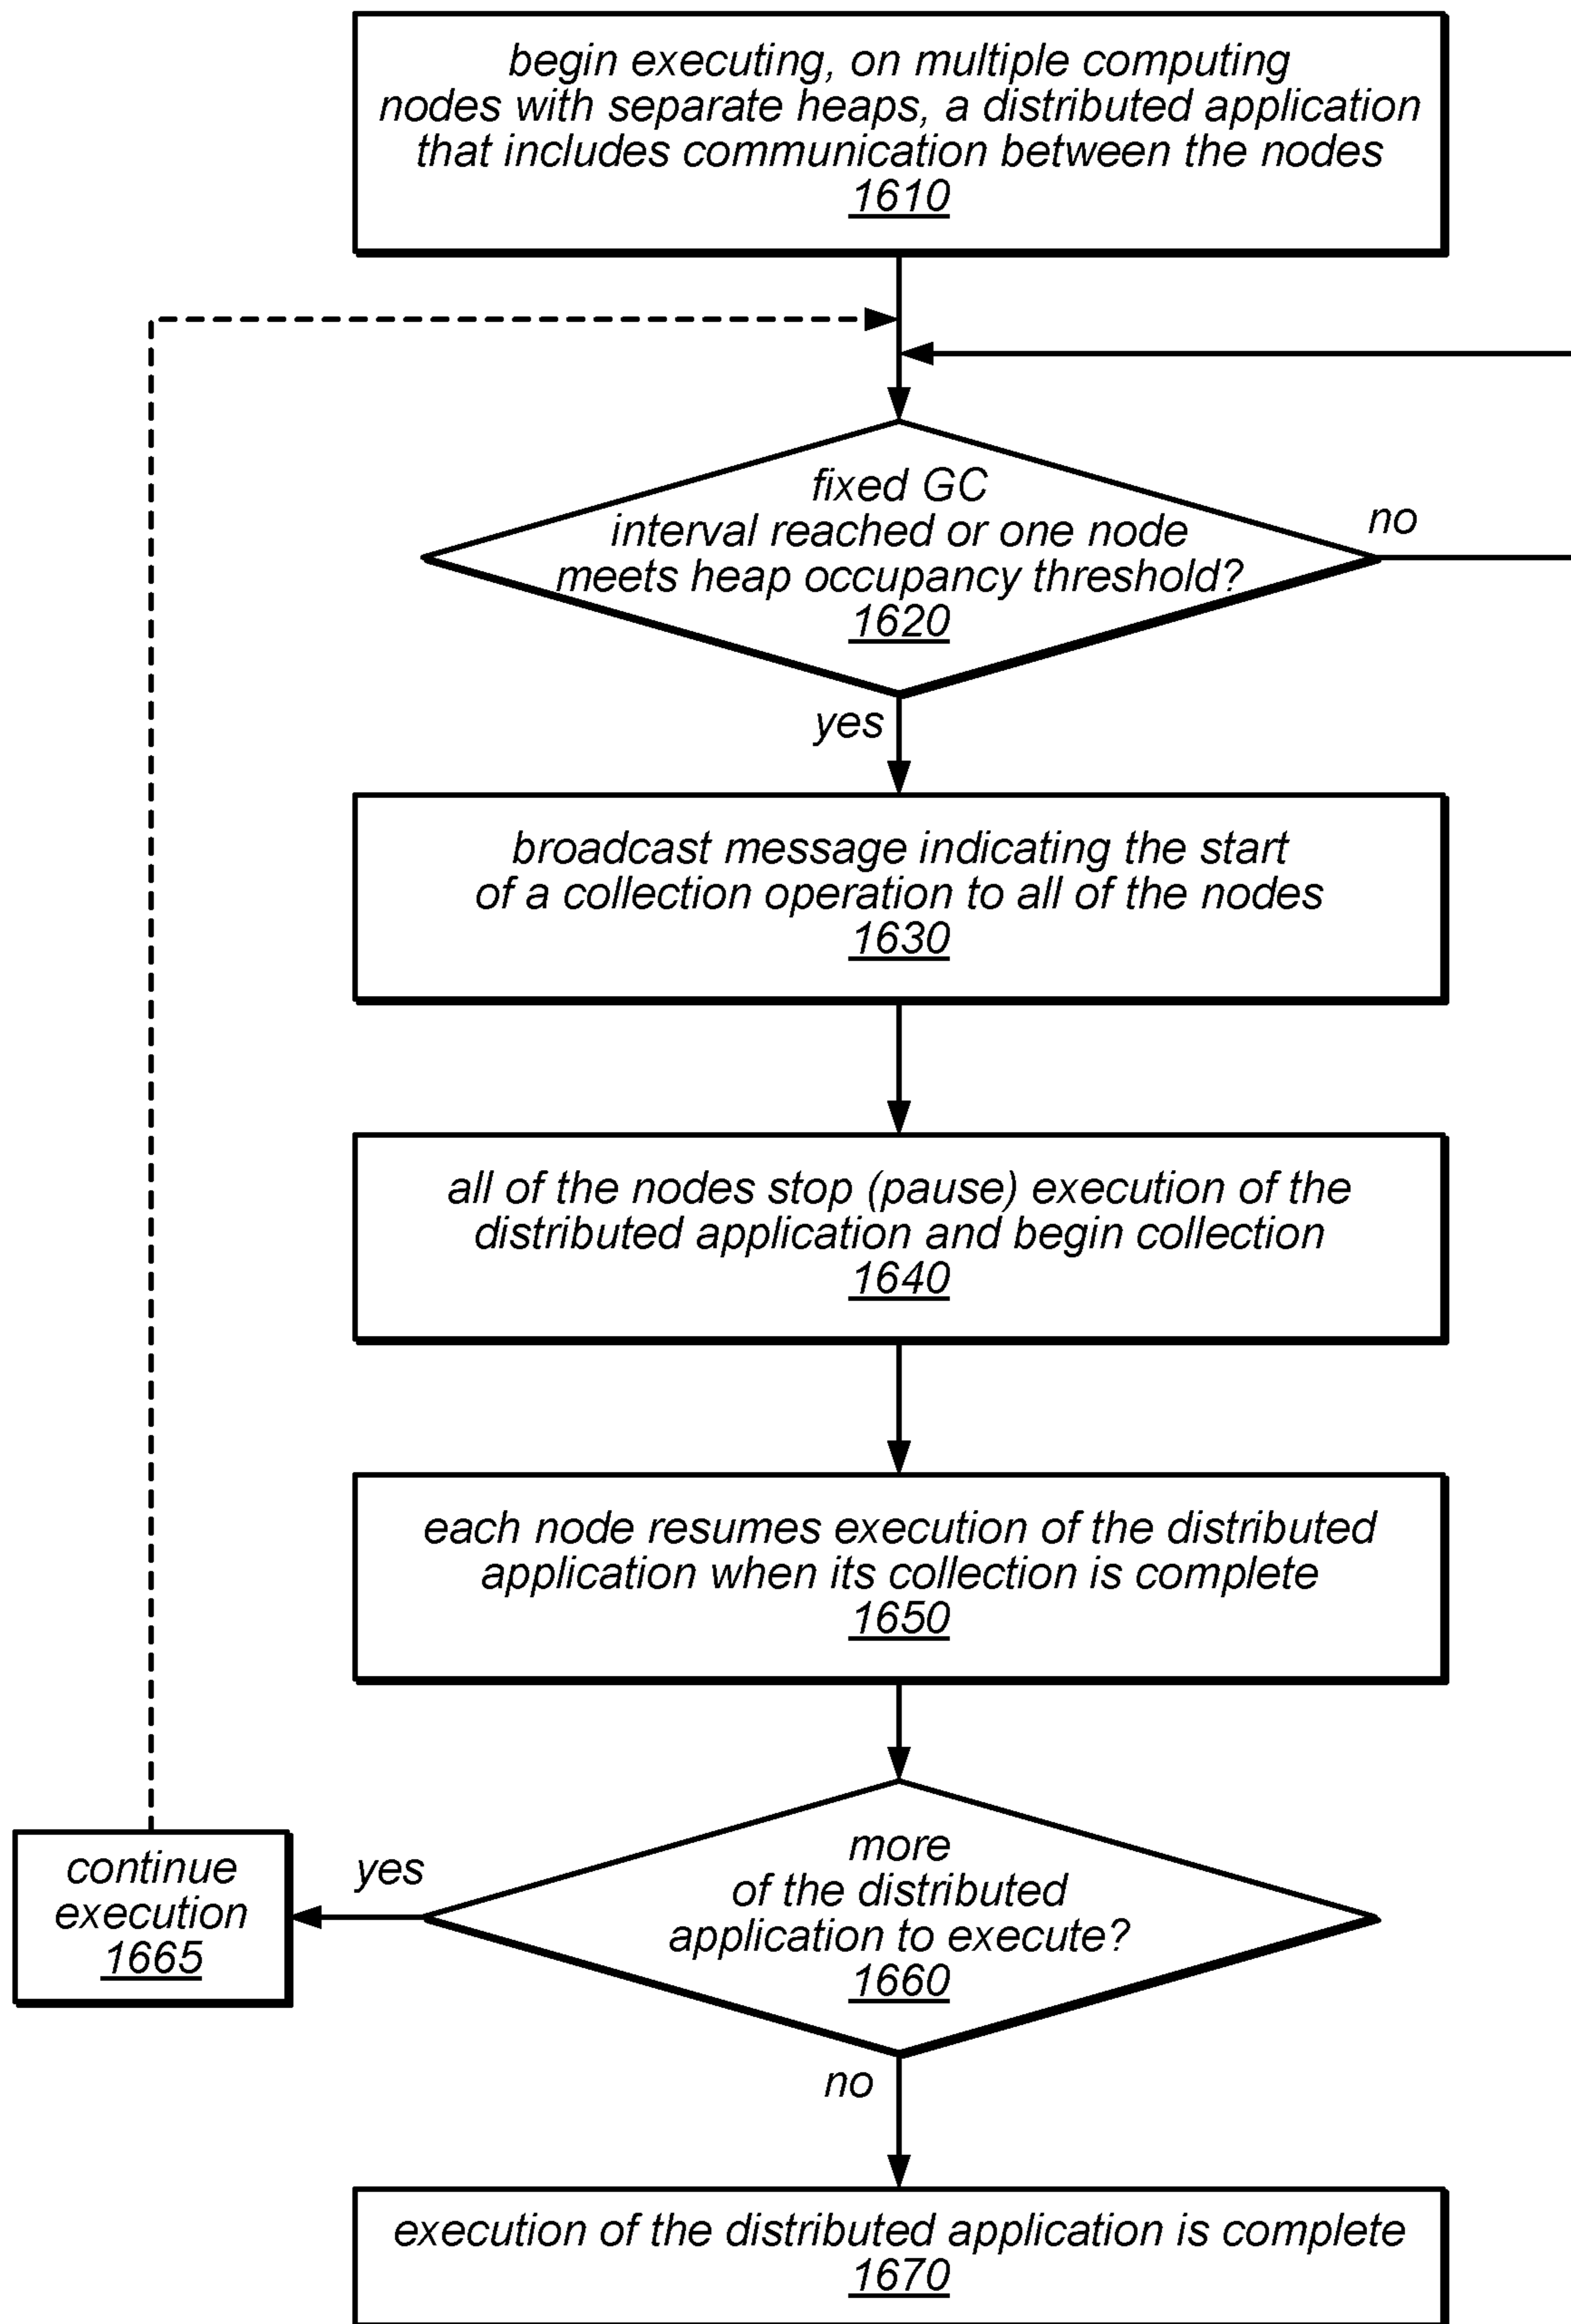 begin executing, on multiple computing
nodes with separate heaps, a distributed application
that includes communication between the nodes
1610
fixed GC
interval reached or one node
meets heap occupancy threshold?
1620
no
yes
broadcast message indicating the start
of a collection operation to all of the nodes
1630
all of the nodes stop (pause) execution of the
distributed application and begin collection
1640
each node resumes execution of the distributed
application when its collection is complete
1650
more
of the distributed
application to execute?
1660
yes
continue
execution
1665
no
execution of the distributed application is complete
1670